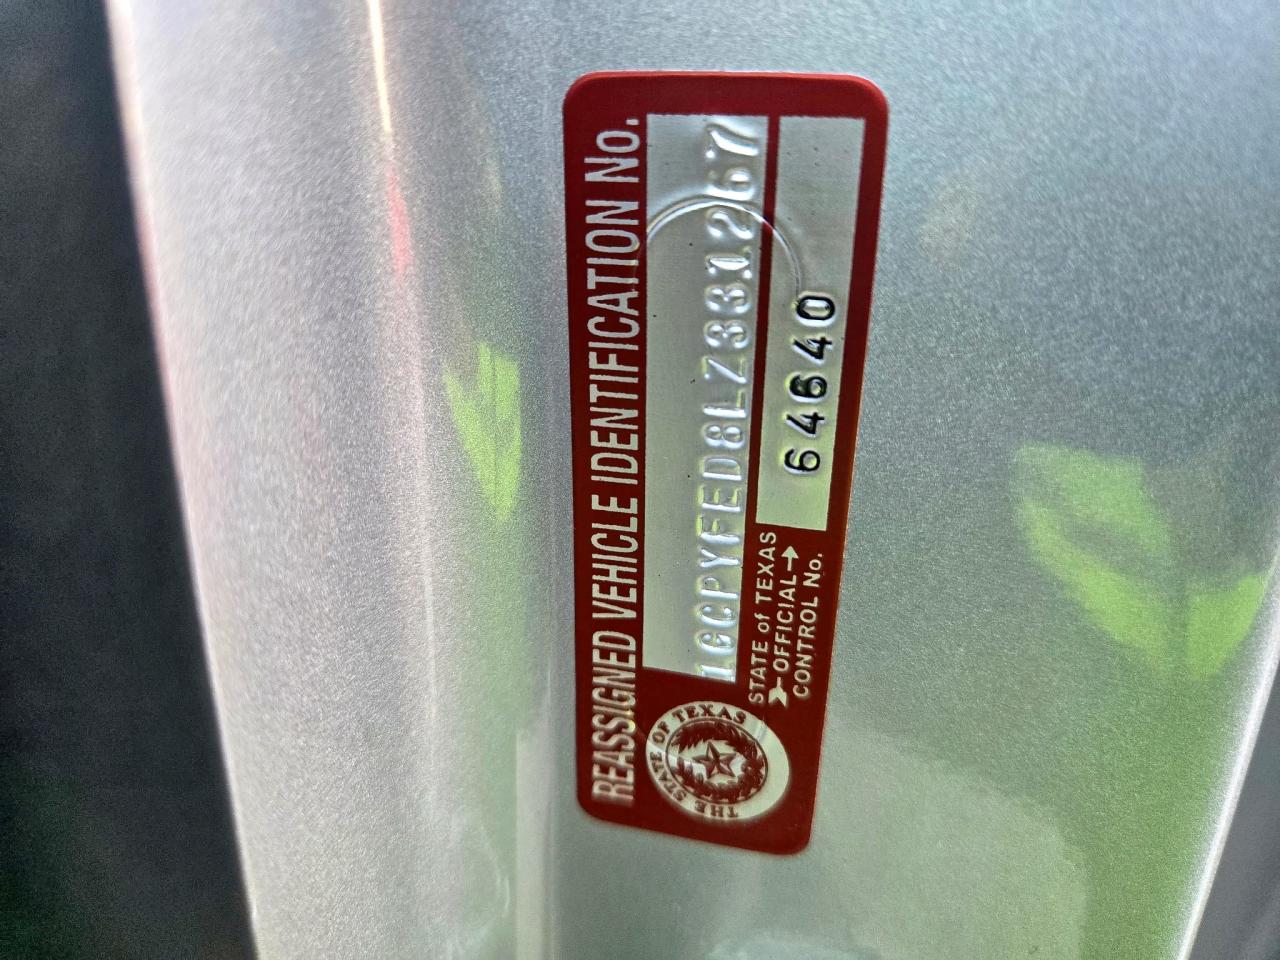 REASSIGNED VEHICLE IDENTIFICATION No.
1GCPYFED8LZ331267
THE STATE OF TEXAS
STATE of TEXAS
OFFICIAL
CONTROL No.
64640